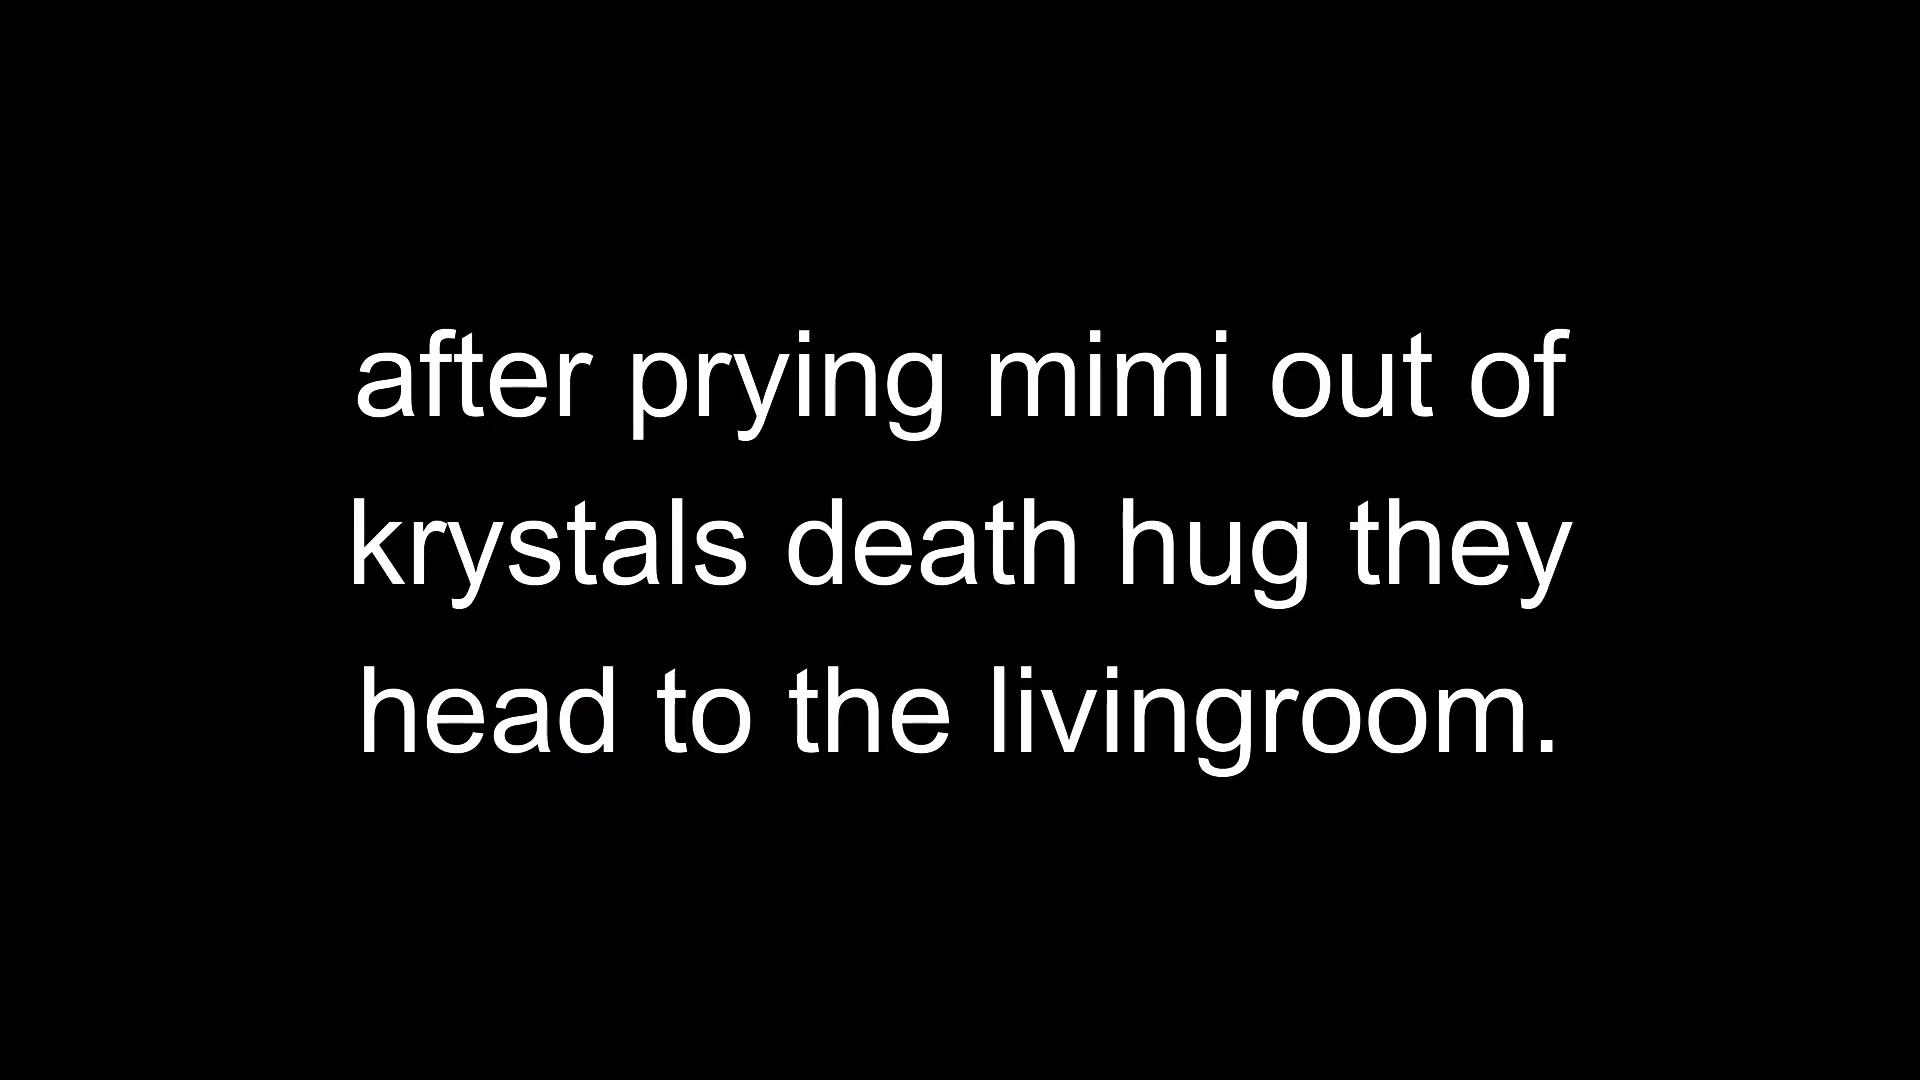 after prying mimi out of
krystals death hug they
head to the livingroom.